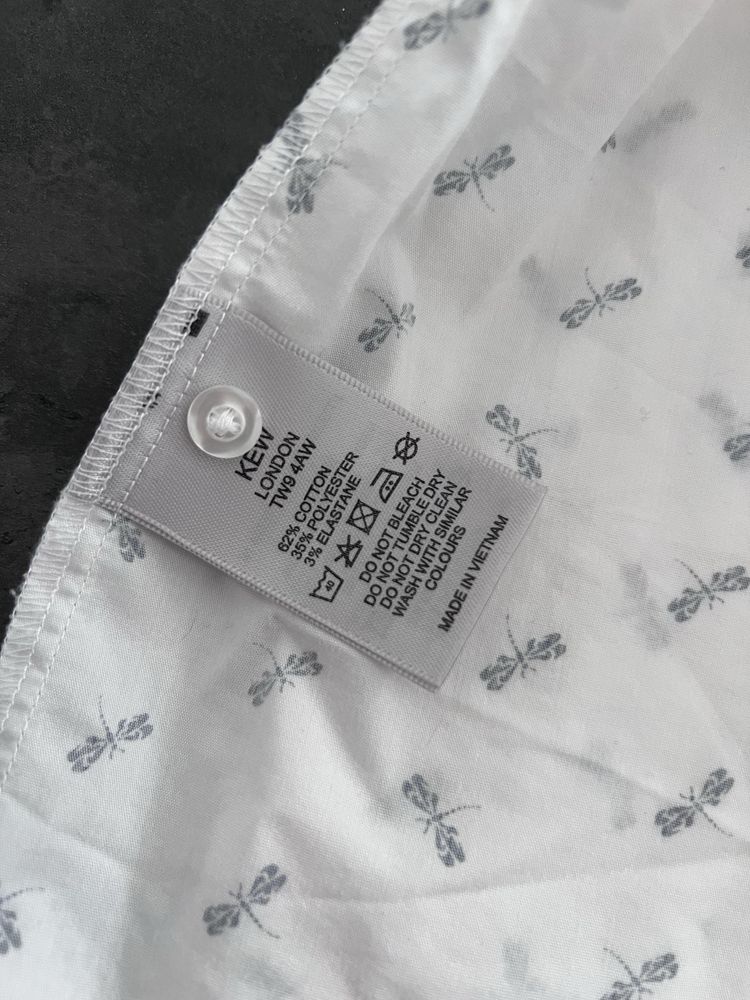 KEW
LONDON
TW9 4AW
62% COTTON
35% POLYESTER
3% ELASTANE
40
DO NOT BLEACH
DO NOT TUMBLE DRY
DO NOT DRY CLEAN
WASH WITH SIMILAR
COLOURS
MADE IN VIETNAM